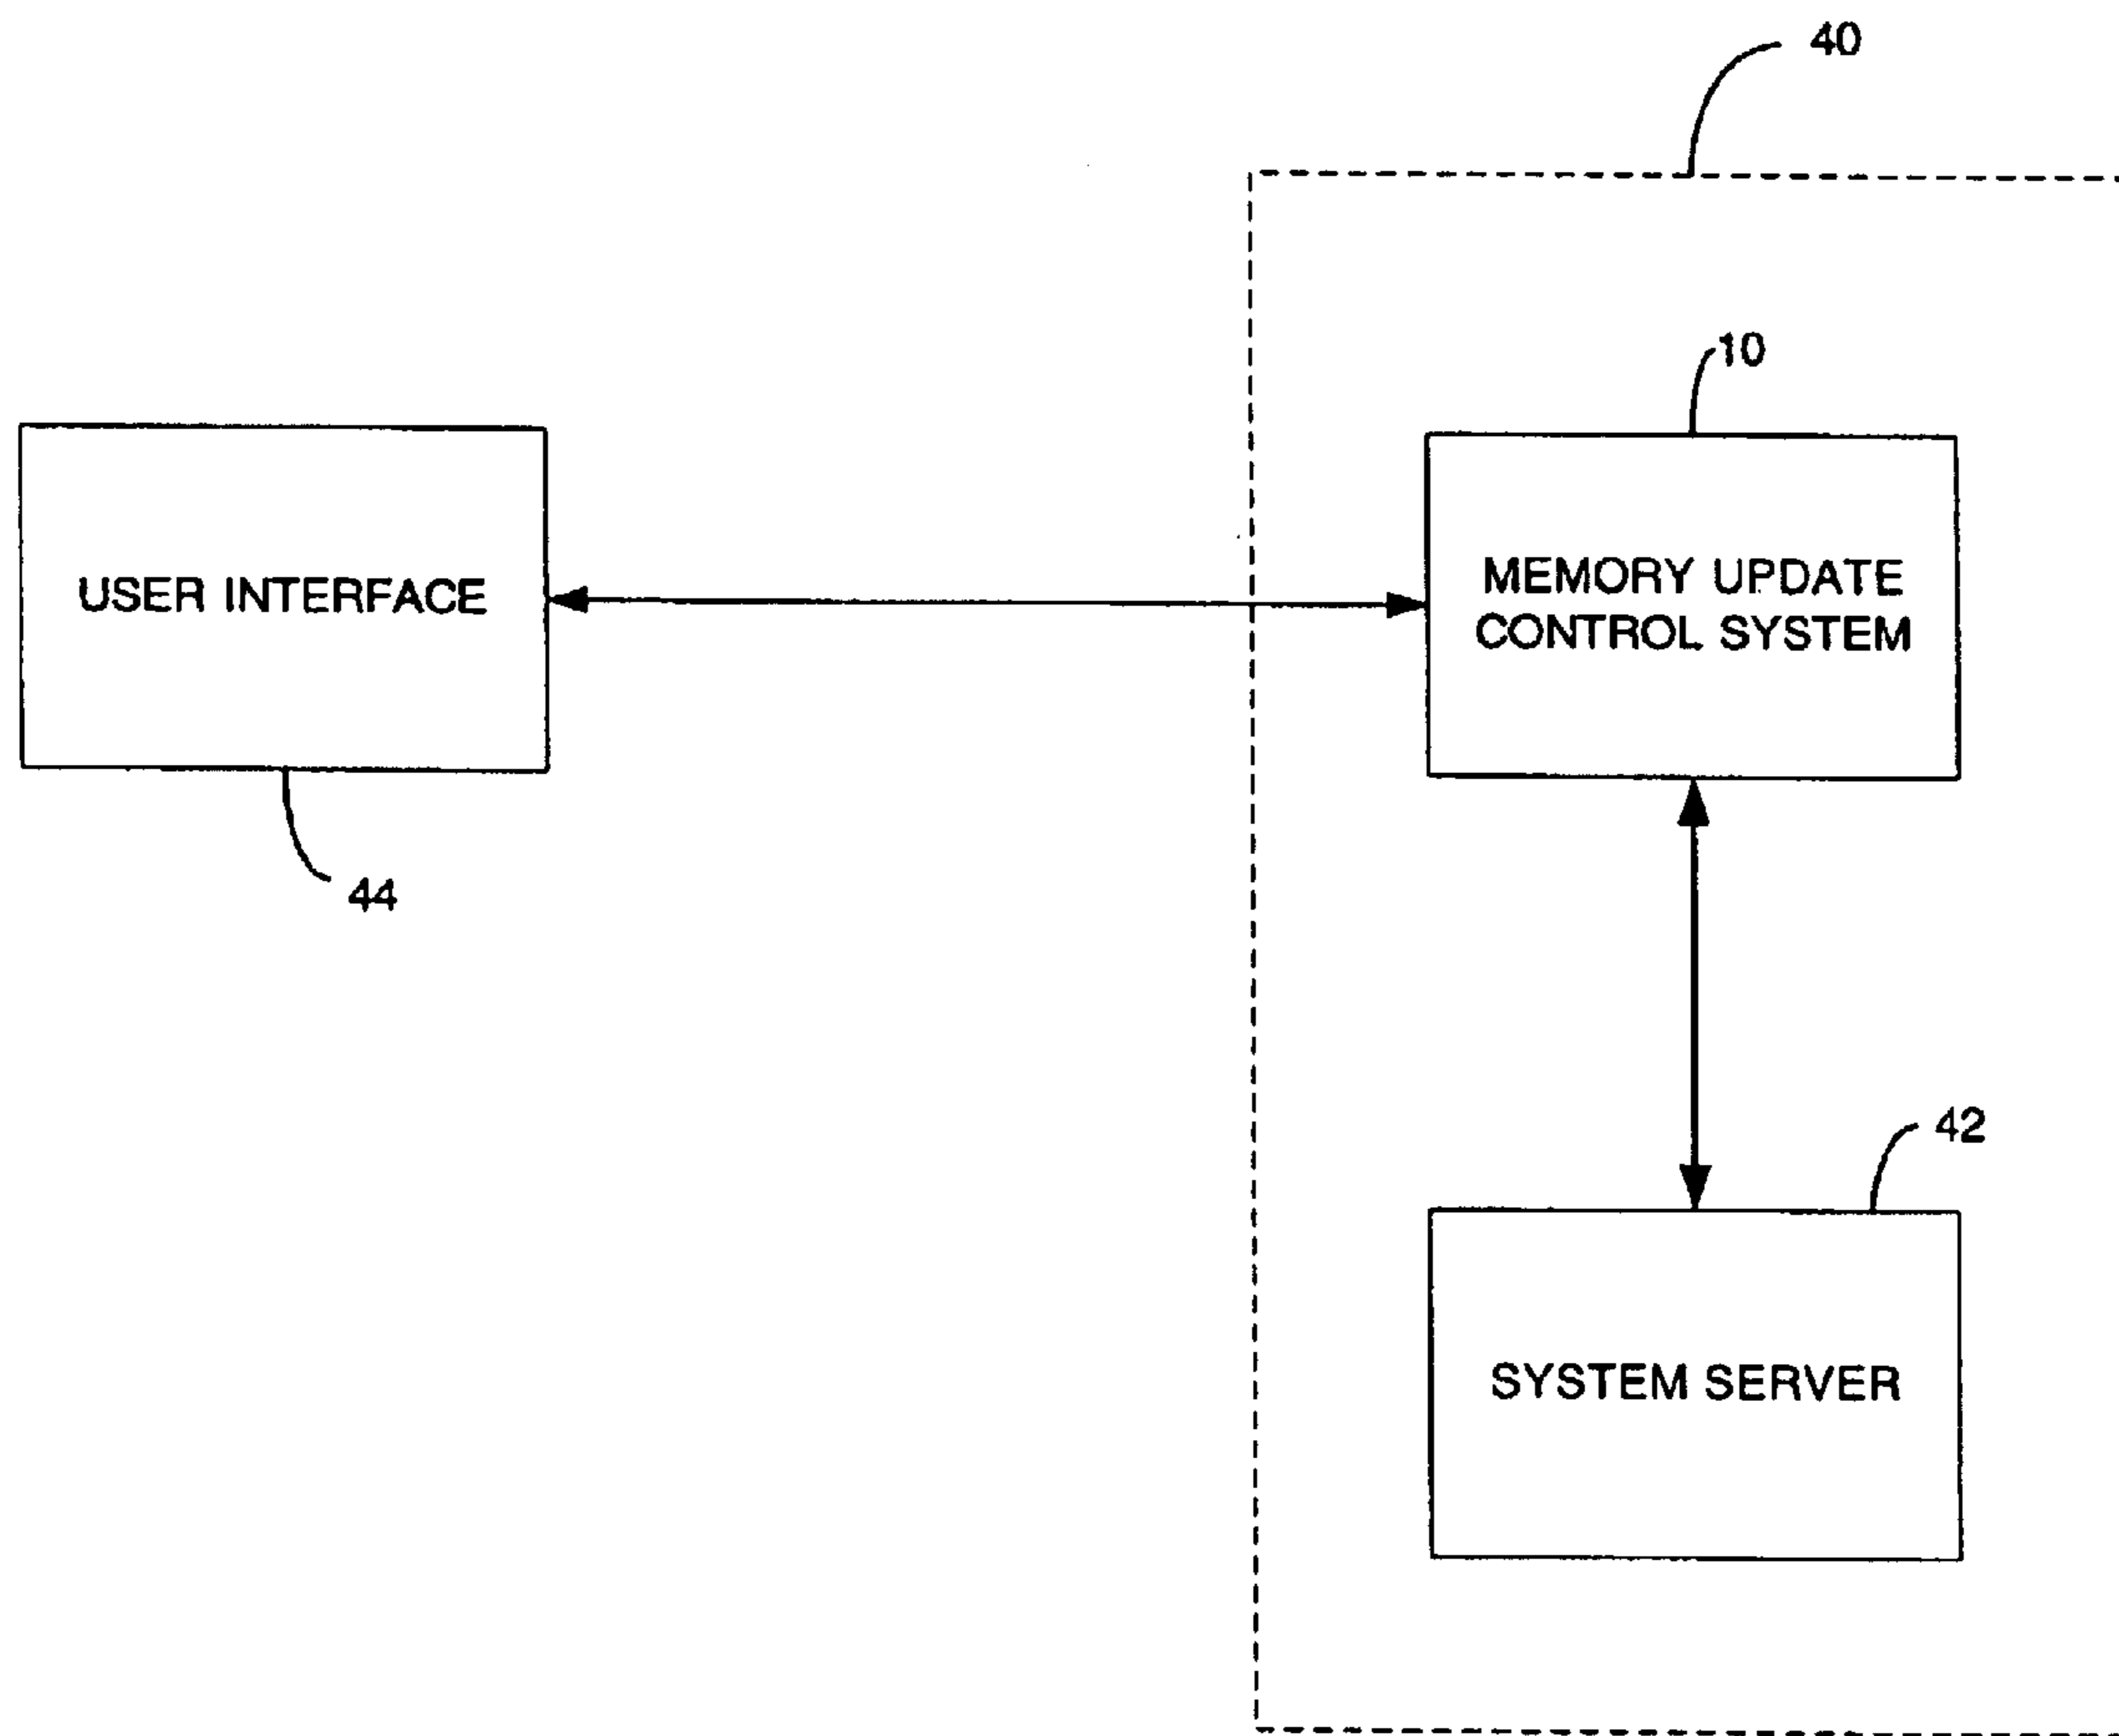 40
10
USER INTERFACE
MEMORY UPDATE
CONTROL SYSTEM
44
42
SYSTEM SERVER